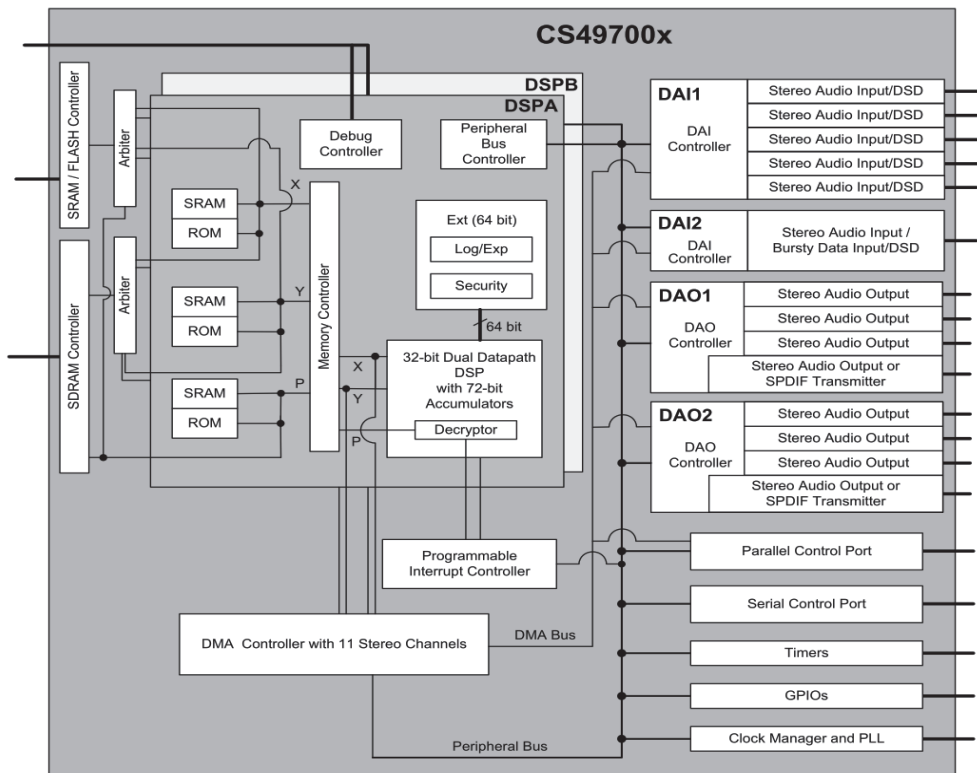 CS49700x
DSPB
DSPA
SRAM / FLASH Controller
Arbiter
Debug
Controller
Peripheral
Bus
Controller
SRAM
ROM
X
Ext (64 bit)
Log/Exp
Security
SDRAM Controller
Arbiter
SRAM
ROM
Y
Memory Controller
64 bit
X
Y
P
32-bit Dual Datapath
DSP
with 72-bit
Accumulators
Decryptor
SRAM
ROM
P
Programmable
Interrupt Controller
DMA Controller with 11 Stereo Channels
DMA Bus
Peripheral Bus
DAI1
DAI
Controller
Stereo Audio Input/DSD
Stereo Audio Input/DSD
Stereo Audio Input/DSD
Stereo Audio Input/DSD
Stereo Audio Input/DSD
DAI2
DAI
Controller
Stereo Audio Input /
Bursty Data Input/DSD
DAO1
DAO
Controller
Stereo Audio Output
Stereo Audio Output
Stereo Audio Output
Stereo Audio Output or
SPDIF Transmitter
DAO2
DAO
Controller
Stereo Audio Output
Stereo Audio Output
Stereo Audio Output
Stereo Audio Output or
SPDIF Transmitter
Parallel Control Port
Serial Control Port
Timers
GPIOs
Clock Manager and PLL